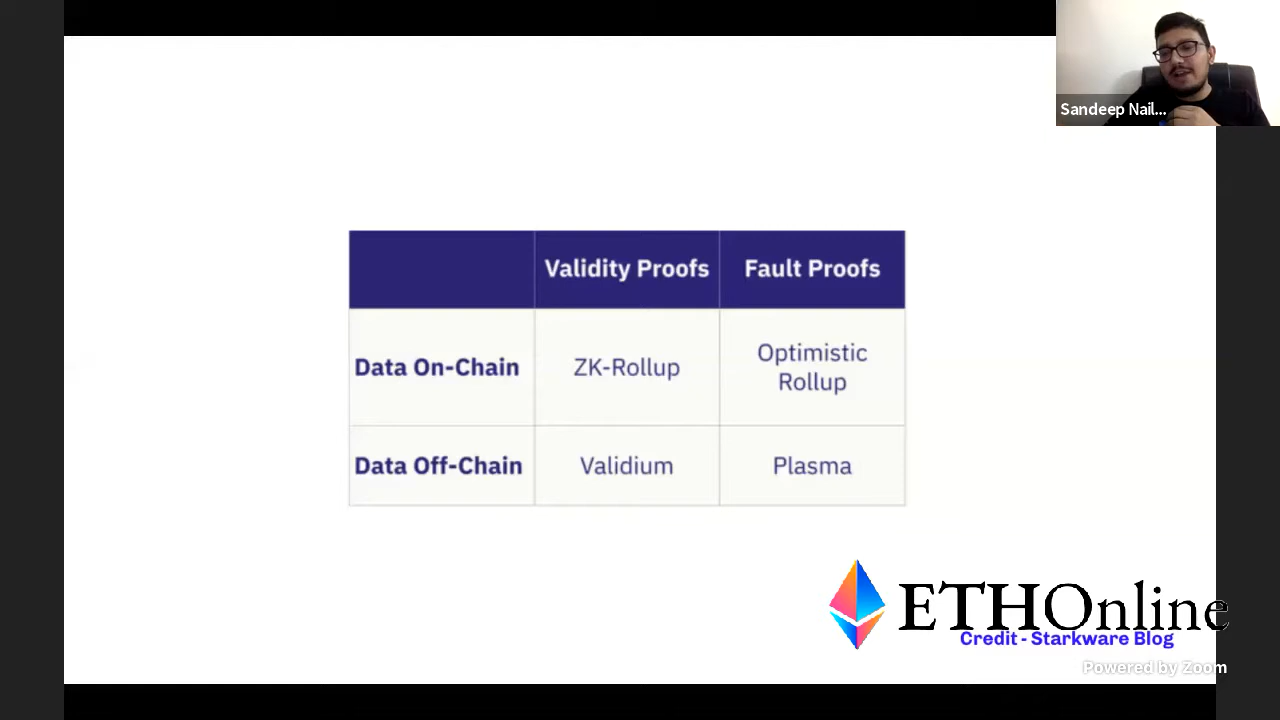 Sandeep Nail...
Validity Proofs
Fault Proofs
Data On-Chain
ZK-Rollup
Optimistic
Rollup
Data Off-Chain
Validium
Plasma
ETHOnline
Credit - Starkware Blog
Powered by Zoom